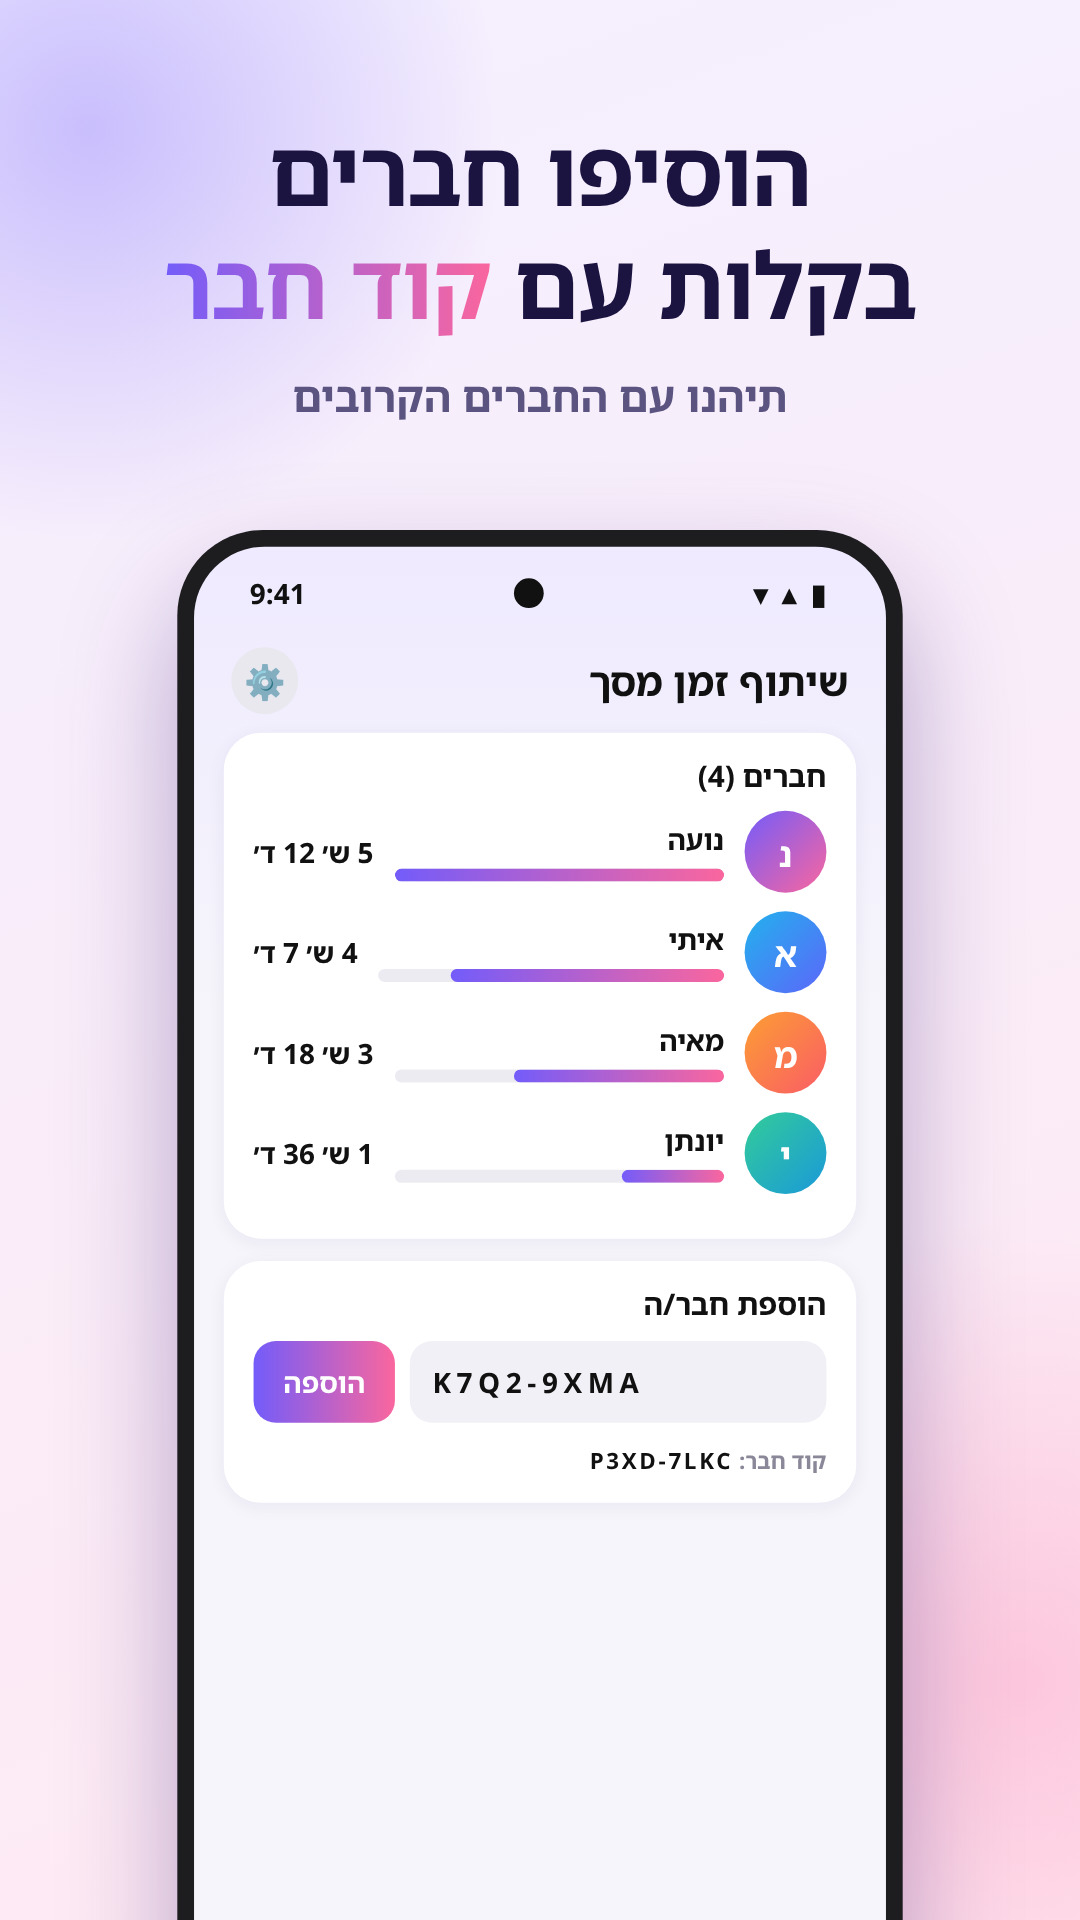 הוסיפו חברים
בקלות עם קוד חבר
תיהנו עם החברים הקרובים
9:41
שיתוף זמן מסך
חברים (4)
נ
נועה
5 ש׳ 12 ד׳
א
איתי
4 ש׳ 7 ד׳
מ
מאיה
3 ש׳ 18 ד׳
י
יונתן
1 ש׳ 36 ד׳
הוספת חבר/ה
K7Q2-9XMA
הוספה
קוד חבר: P3XD-7LKC